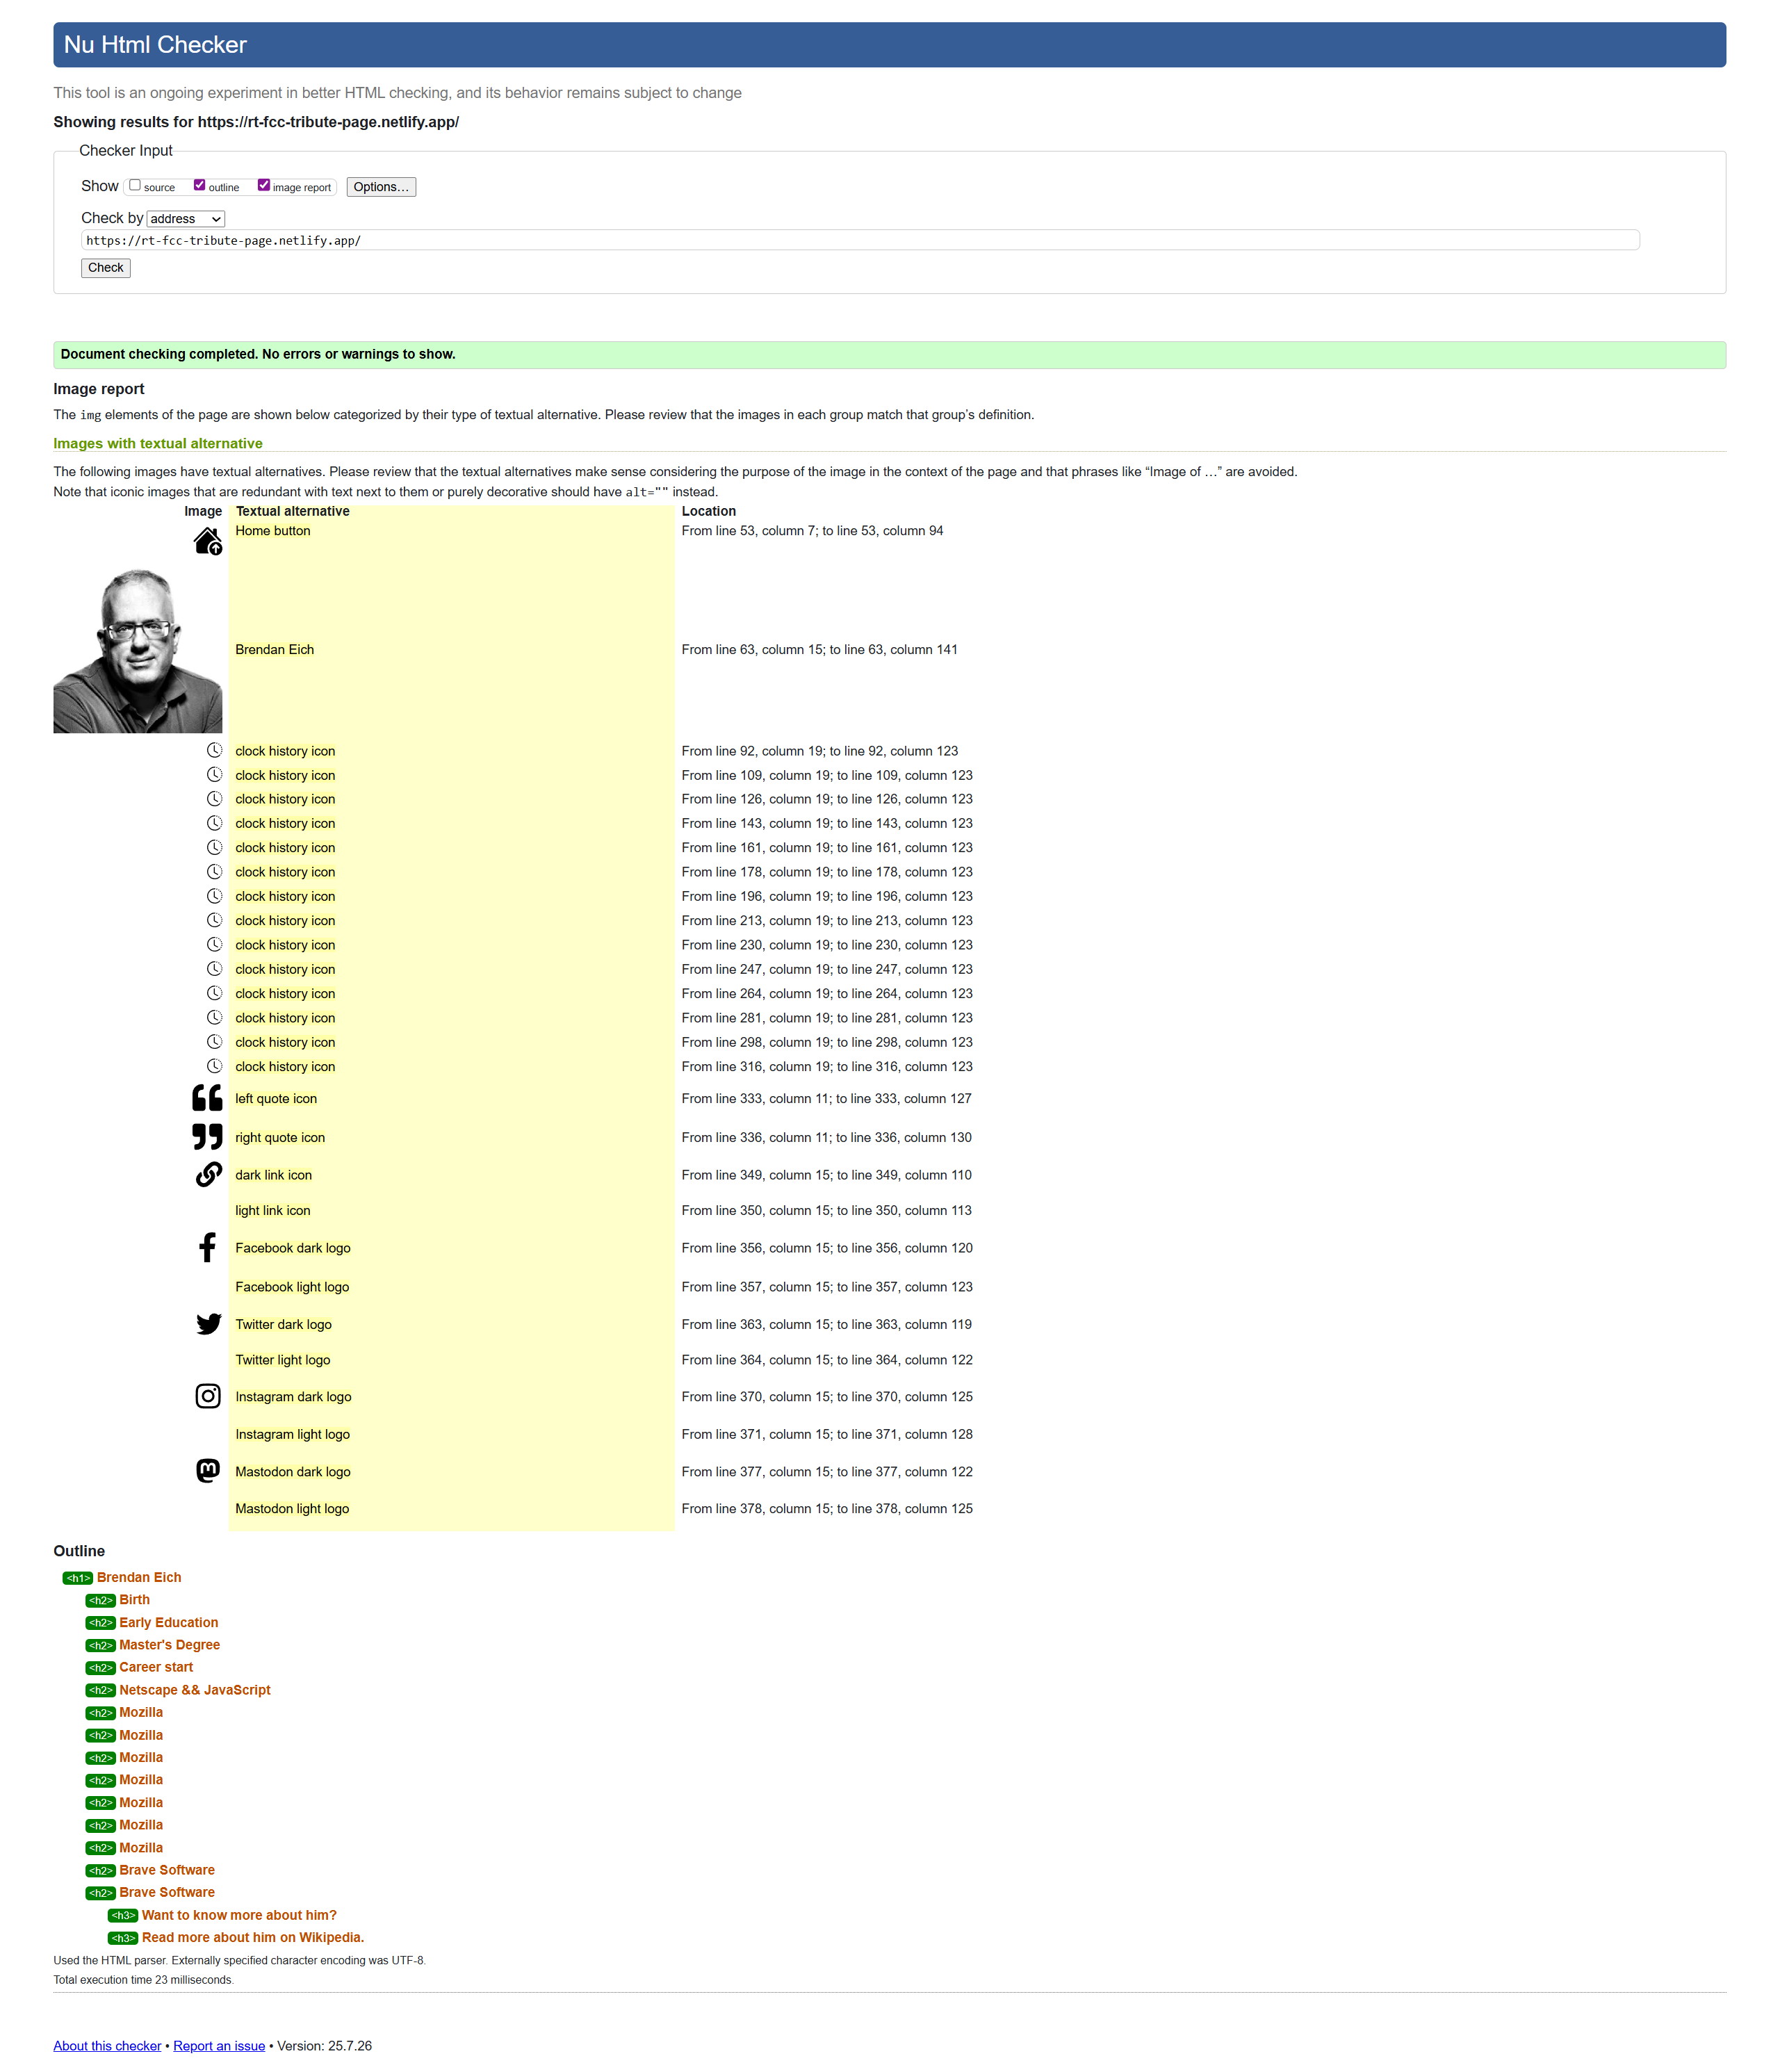 Nu Html Checker
This tool is an ongoing experiment in better HTML checking, and its behavior remains subject to change
Showing results for https://rt-fcc-tribute-page.netlify.app/
Checker Input
Show source outline image report Options…
Check by address
https://rt-fcc-tribute-page.netlify.app/
Check
Document checking completed. No errors or warnings to show.
Image report
The img elements of the page are shown below categorized by their type of textual alternative. Please review that the images in each group match that group’s definition.
Images with textual alternative
The following images have textual alternatives. Please review that the textual alternatives make sense considering the purpose of the image in the context of the page and that phrases like “Image of …” are avoided.
Note that iconic images that are redundant with text next to them or purely decorative should have alt="" instead.
Image Textual alternative Location
Home button From line 53, column 7; to line 53, column 94
Brendan Eich From line 63, column 15; to line 63, column 141
clock history icon From line 92, column 19; to line 92, column 123
clock history icon From line 109, column 19; to line 109, column 123
clock history icon From line 126, column 19; to line 126, column 123
clock history icon From line 143, column 19; to line 143, column 123
clock history icon From line 161, column 19; to line 161, column 123
clock history icon From line 178, column 19; to line 178, column 123
clock history icon From line 196, column 19; to line 196, column 123
clock history icon From line 213, column 19; to line 213, column 123
clock history icon From line 230, column 19; to line 230, column 123
clock history icon From line 247, column 19; to line 247, column 123
clock history icon From line 264, column 19; to line 264, column 123
clock history icon From line 281, column 19; to line 281, column 123
clock history icon From line 298, column 19; to line 298, column 123
clock history icon From line 316, column 19; to line 316, column 123
left quote icon From line 333, column 11; to line 333, column 127
right quote icon From line 336, column 11; to line 336, column 130
dark link icon From line 349, column 15; to line 349, column 110
light link icon From line 350, column 15; to line 350, column 113
Facebook dark logo From line 356, column 15; to line 356, column 120
Facebook light logo From line 357, column 15; to line 357, column 123
Twitter dark logo From line 363, column 15; to line 363, column 119
Twitter light logo From line 364, column 15; to line 364, column 122
Instagram dark logo From line 370, column 15; to line 370, column 125
Instagram light logo From line 371, column 15; to line 371, column 128
Mastodon dark logo From line 377, column 15; to line 377, column 122
Mastodon light logo From line 378, column 15; to line 378, column 125
Outline
<h1> Brendan Eich
<h2> Birth
<h2> Early Education
<h2> Master's Degree
<h2> Career start
<h2> Netscape && JavaScript
<h2> Mozilla
<h2> Mozilla
<h2> Mozilla
<h2> Mozilla
<h2> Mozilla
<h2> Mozilla
<h2> Mozilla
<h2> Brave Software
<h2> Brave Software
<h3> Want to know more about him?
<h3> Read more about him on Wikipedia.
Used the HTML parser. Externally specified character encoding was UTF-8.
Total execution time 23 milliseconds.
About this checker • Report an issue • Version: 25.7.26